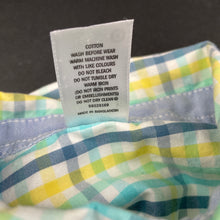 COTTON
WASH BEFORE WEAR
WARM MACHINE WASH
WITH LIKE COLOURS
DO NOT BLEACH
DO NOT TUMBLE DRY
WARM IRON
(DO NOT IRON PRINTS
OR EMBELLISHMENTS)
DO NOT DRY CLEAN
MADE IN BANGLADESH